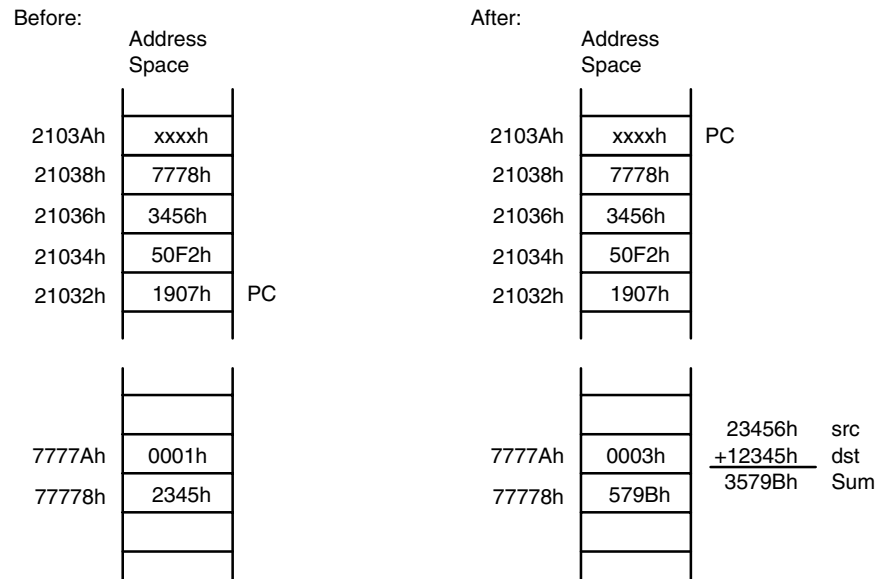 Before:
Address
Space
2103Ah xxxxh
21038h 7778h
21036h 3456h
21034h 50F2h
21032h 1907h PC
7777Ah 0001h
77778h 2345h
After:
Address
Space
2103Ah xxxxh PC
21038h 7778h
21036h 3456h
21034h 50F2h
21032h 1907h
23456h src
7777Ah 0003h +12345h dst
77778h 579Bh 3579Bh Sum